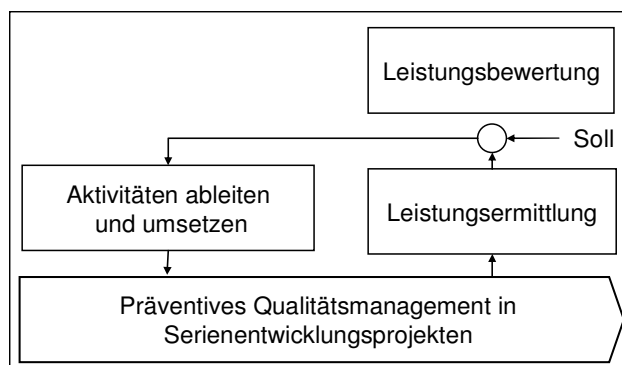 Leistungsbewertung
Soll
Aktivitäten ableiten
und umsetzen
Leistungsermittlung
Präventives Qualitätsmanagement in
Serienentwicklungsprojekten